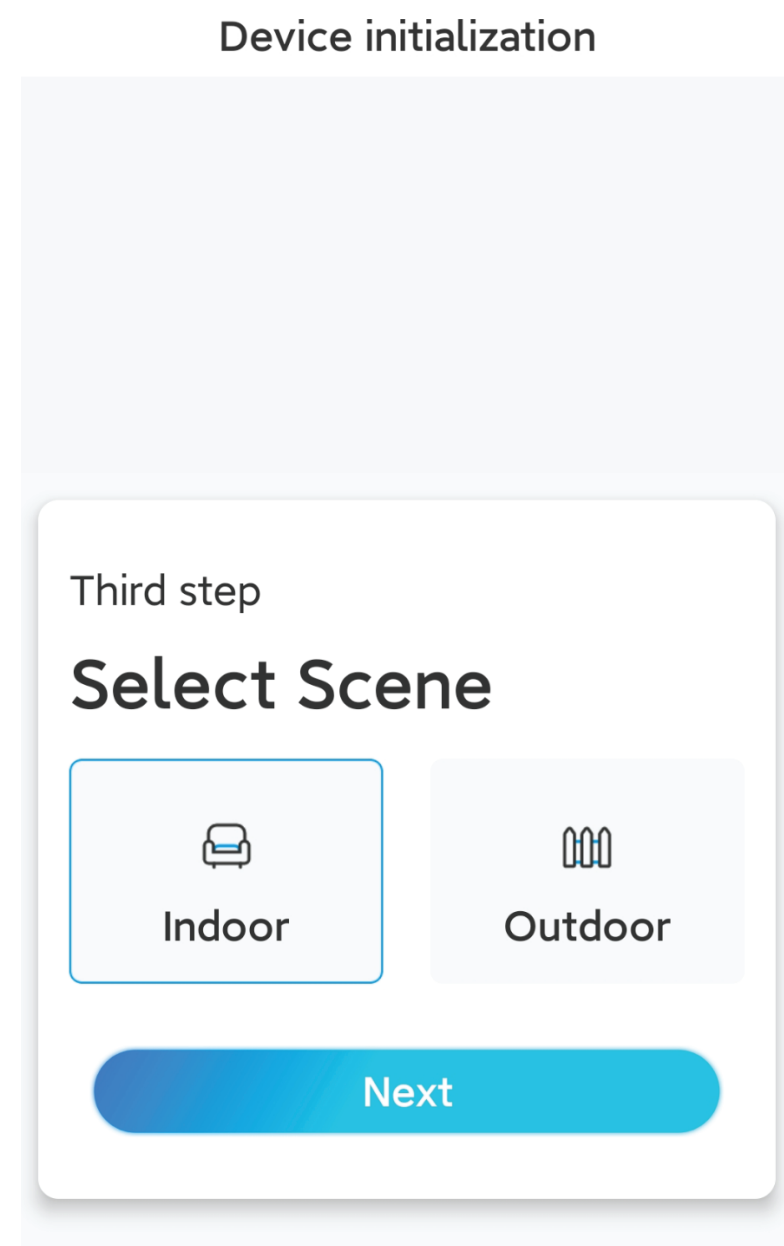 Device initialization
Third step
Select Scene
Indoor
Outdoor
Next